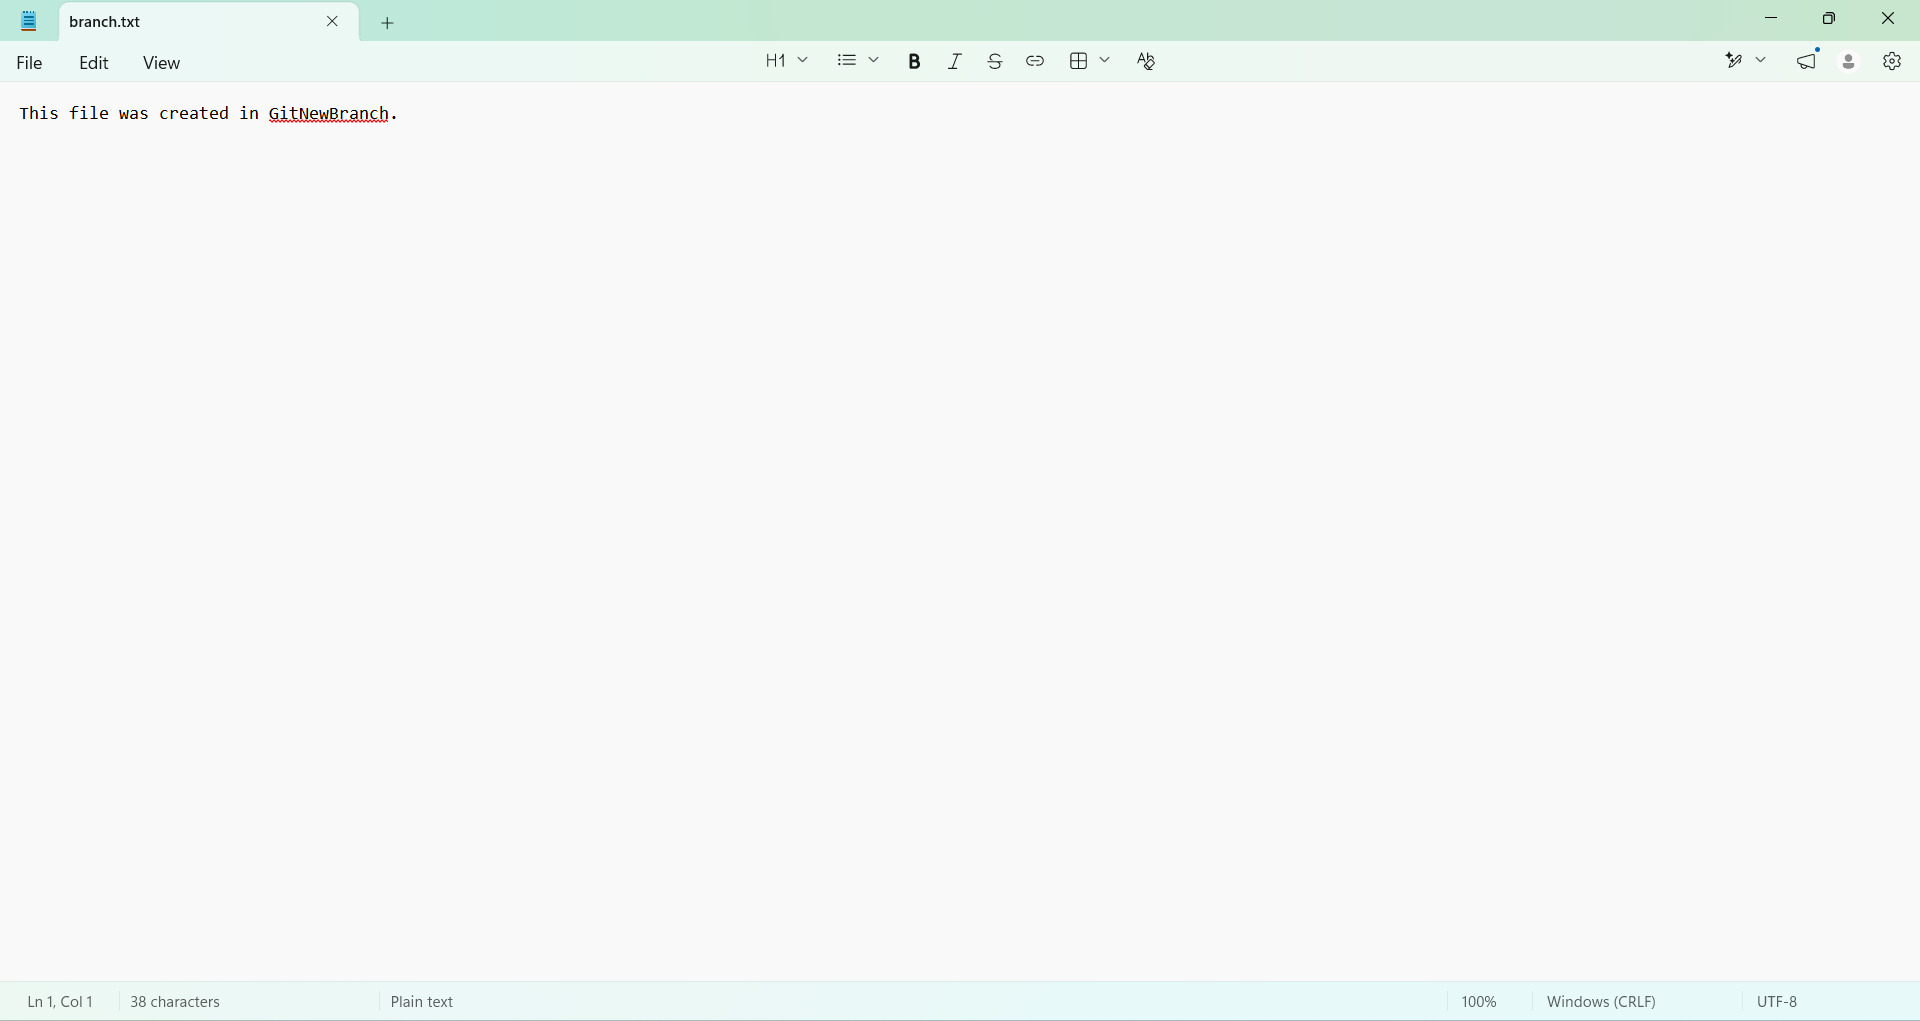 branch.txt
File Edit View H1 B I S Ab
This file was created in GitNewBranch.
Ln 1, Col 1 38 characters Plain text 100% Windows (CRLF) UTF-8